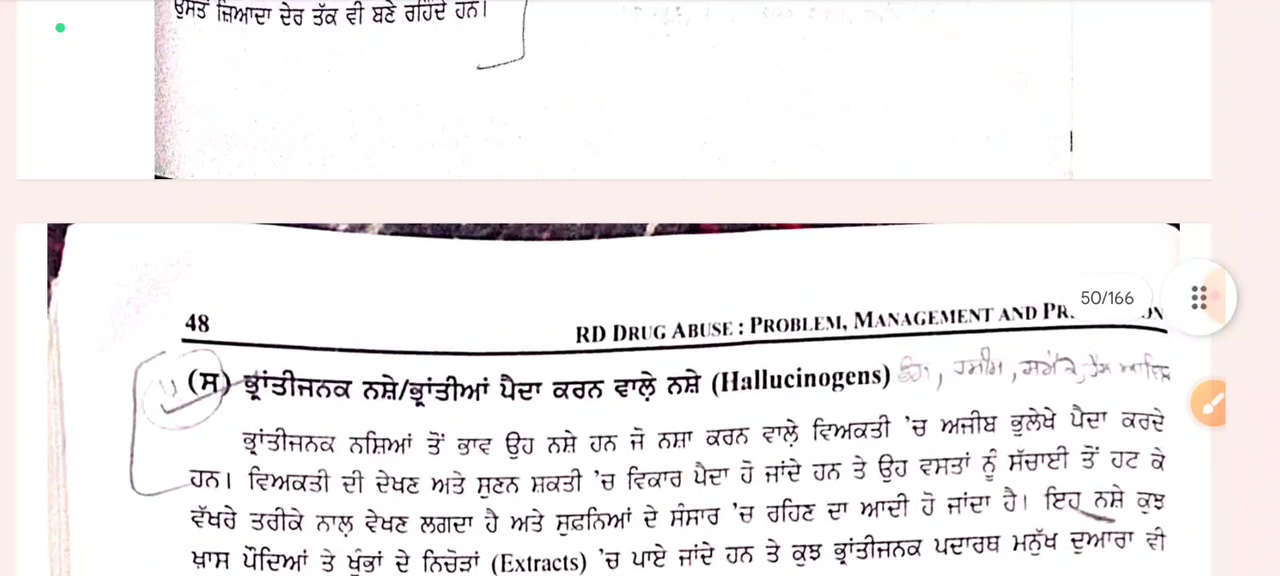 ਉਸਤੋਂ ਜ਼ਿਆਦਾ ਦੇਰ ਤੱਕ ਵੀ ਬਣੇ ਰਹਿੰਦੇ ਹਨ।
50/166
48
RD DRUG ABUSE : PROBLEM, MANAGEMENT AND
(ਸ) ਭ੍ਰਾਂਤੀਜਨਕ ਨਸ਼ੇ/ਭ੍ਰਾਂਤੀਆਂ ਪੈਦਾ ਕਰਨ ਵਾਲੇ ਨਸ਼ੇ (Hallucinogens)
ਭ੍ਰਾਂਤੀਜਨਕ ਨਸ਼ਿਆਂ ਤੋਂ ਭਾਵ ਉਹ ਨਸ਼ੇ ਹਨ ਜੋ ਨਸ਼ਾ ਕਰਨ ਵਾਲੇ ਵਿਅਕਤੀ 'ਚ ਅਜੀਬ ਭੁਲੇਖੇ ਪੈਦਾ ਕਰਦੇ
ਹਨ। ਵਿਅਕਤੀ ਦੀ ਦੇਖਣ ਅਤੇ ਸੁਣਨ ਸ਼ਕਤੀ 'ਚ ਵਿਕਾਰ ਪੈਦਾ ਹੋ ਜਾਂਦੇ ਹਨ ਤੇ ਉਹ ਵਸਤਾਂ ਨੂੰ ਸੱਚਾਈ ਤੋਂ ਹਟ ਕੇ
ਵੱਖਰੇ ਤਰੀਕੇ ਨਾਲ਼ ਵੇਖਣ ਲਗਦਾ ਹੈ ਅਤੇ ਸੁਫ਼ਨਿਆਂ ਦੇ ਸੰਸਾਰ 'ਚ ਰਹਿਣ ਦਾ ਆਦੀ ਹੋ ਜਾਂਦਾ ਹੈ। ਇਹ ਨਸ਼ੇ ਕੁਝ
ਖ਼ਾਸ ਪੌਦਿਆਂ ਤੇ ਖੁੰਭਾਂ ਦੇ ਨਿਚੋੜਾਂ (Extracts) 'ਚ ਪਾਏ ਜਾਂਦੇ ਹਨ ਤੇ ਕੁਝ ਭ੍ਰਾਂਤੀਜਨਕ ਪਦਾਰਥ ਮਨੁੱਖ ਦੁਆਰਾ ਵੀ